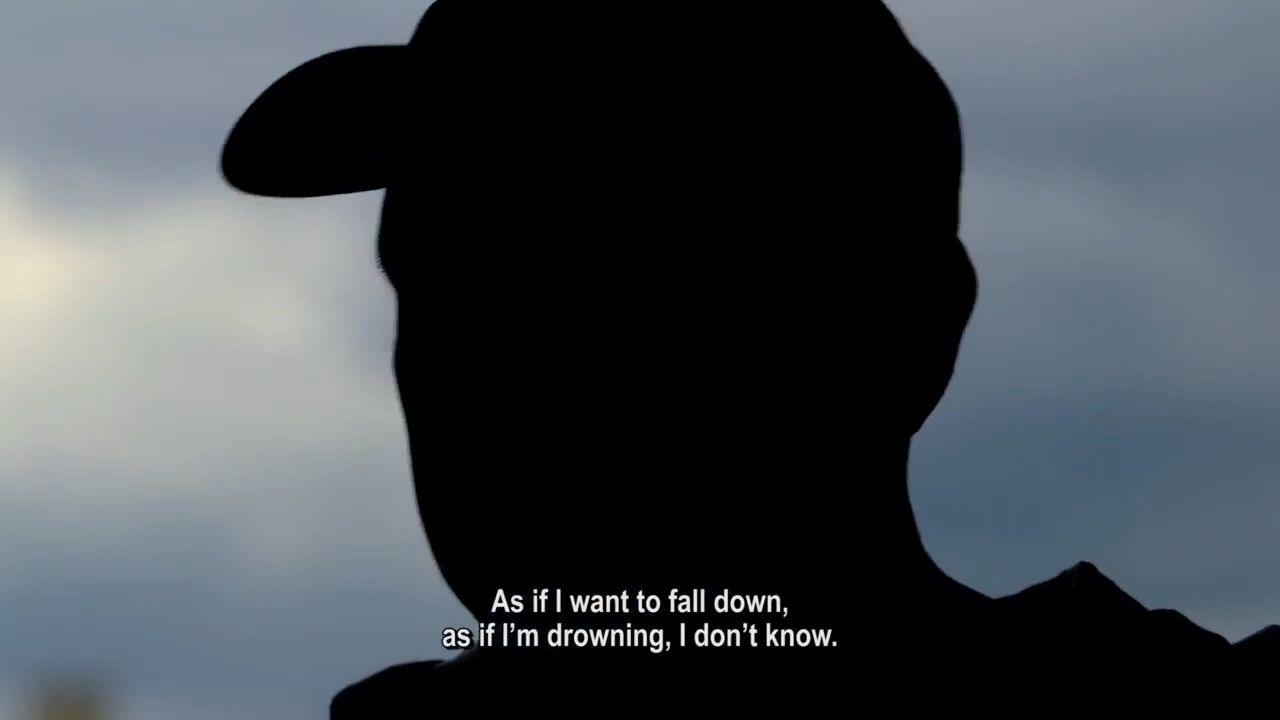 As if I want to fall down,
as if I’m drowning, I don’t know.